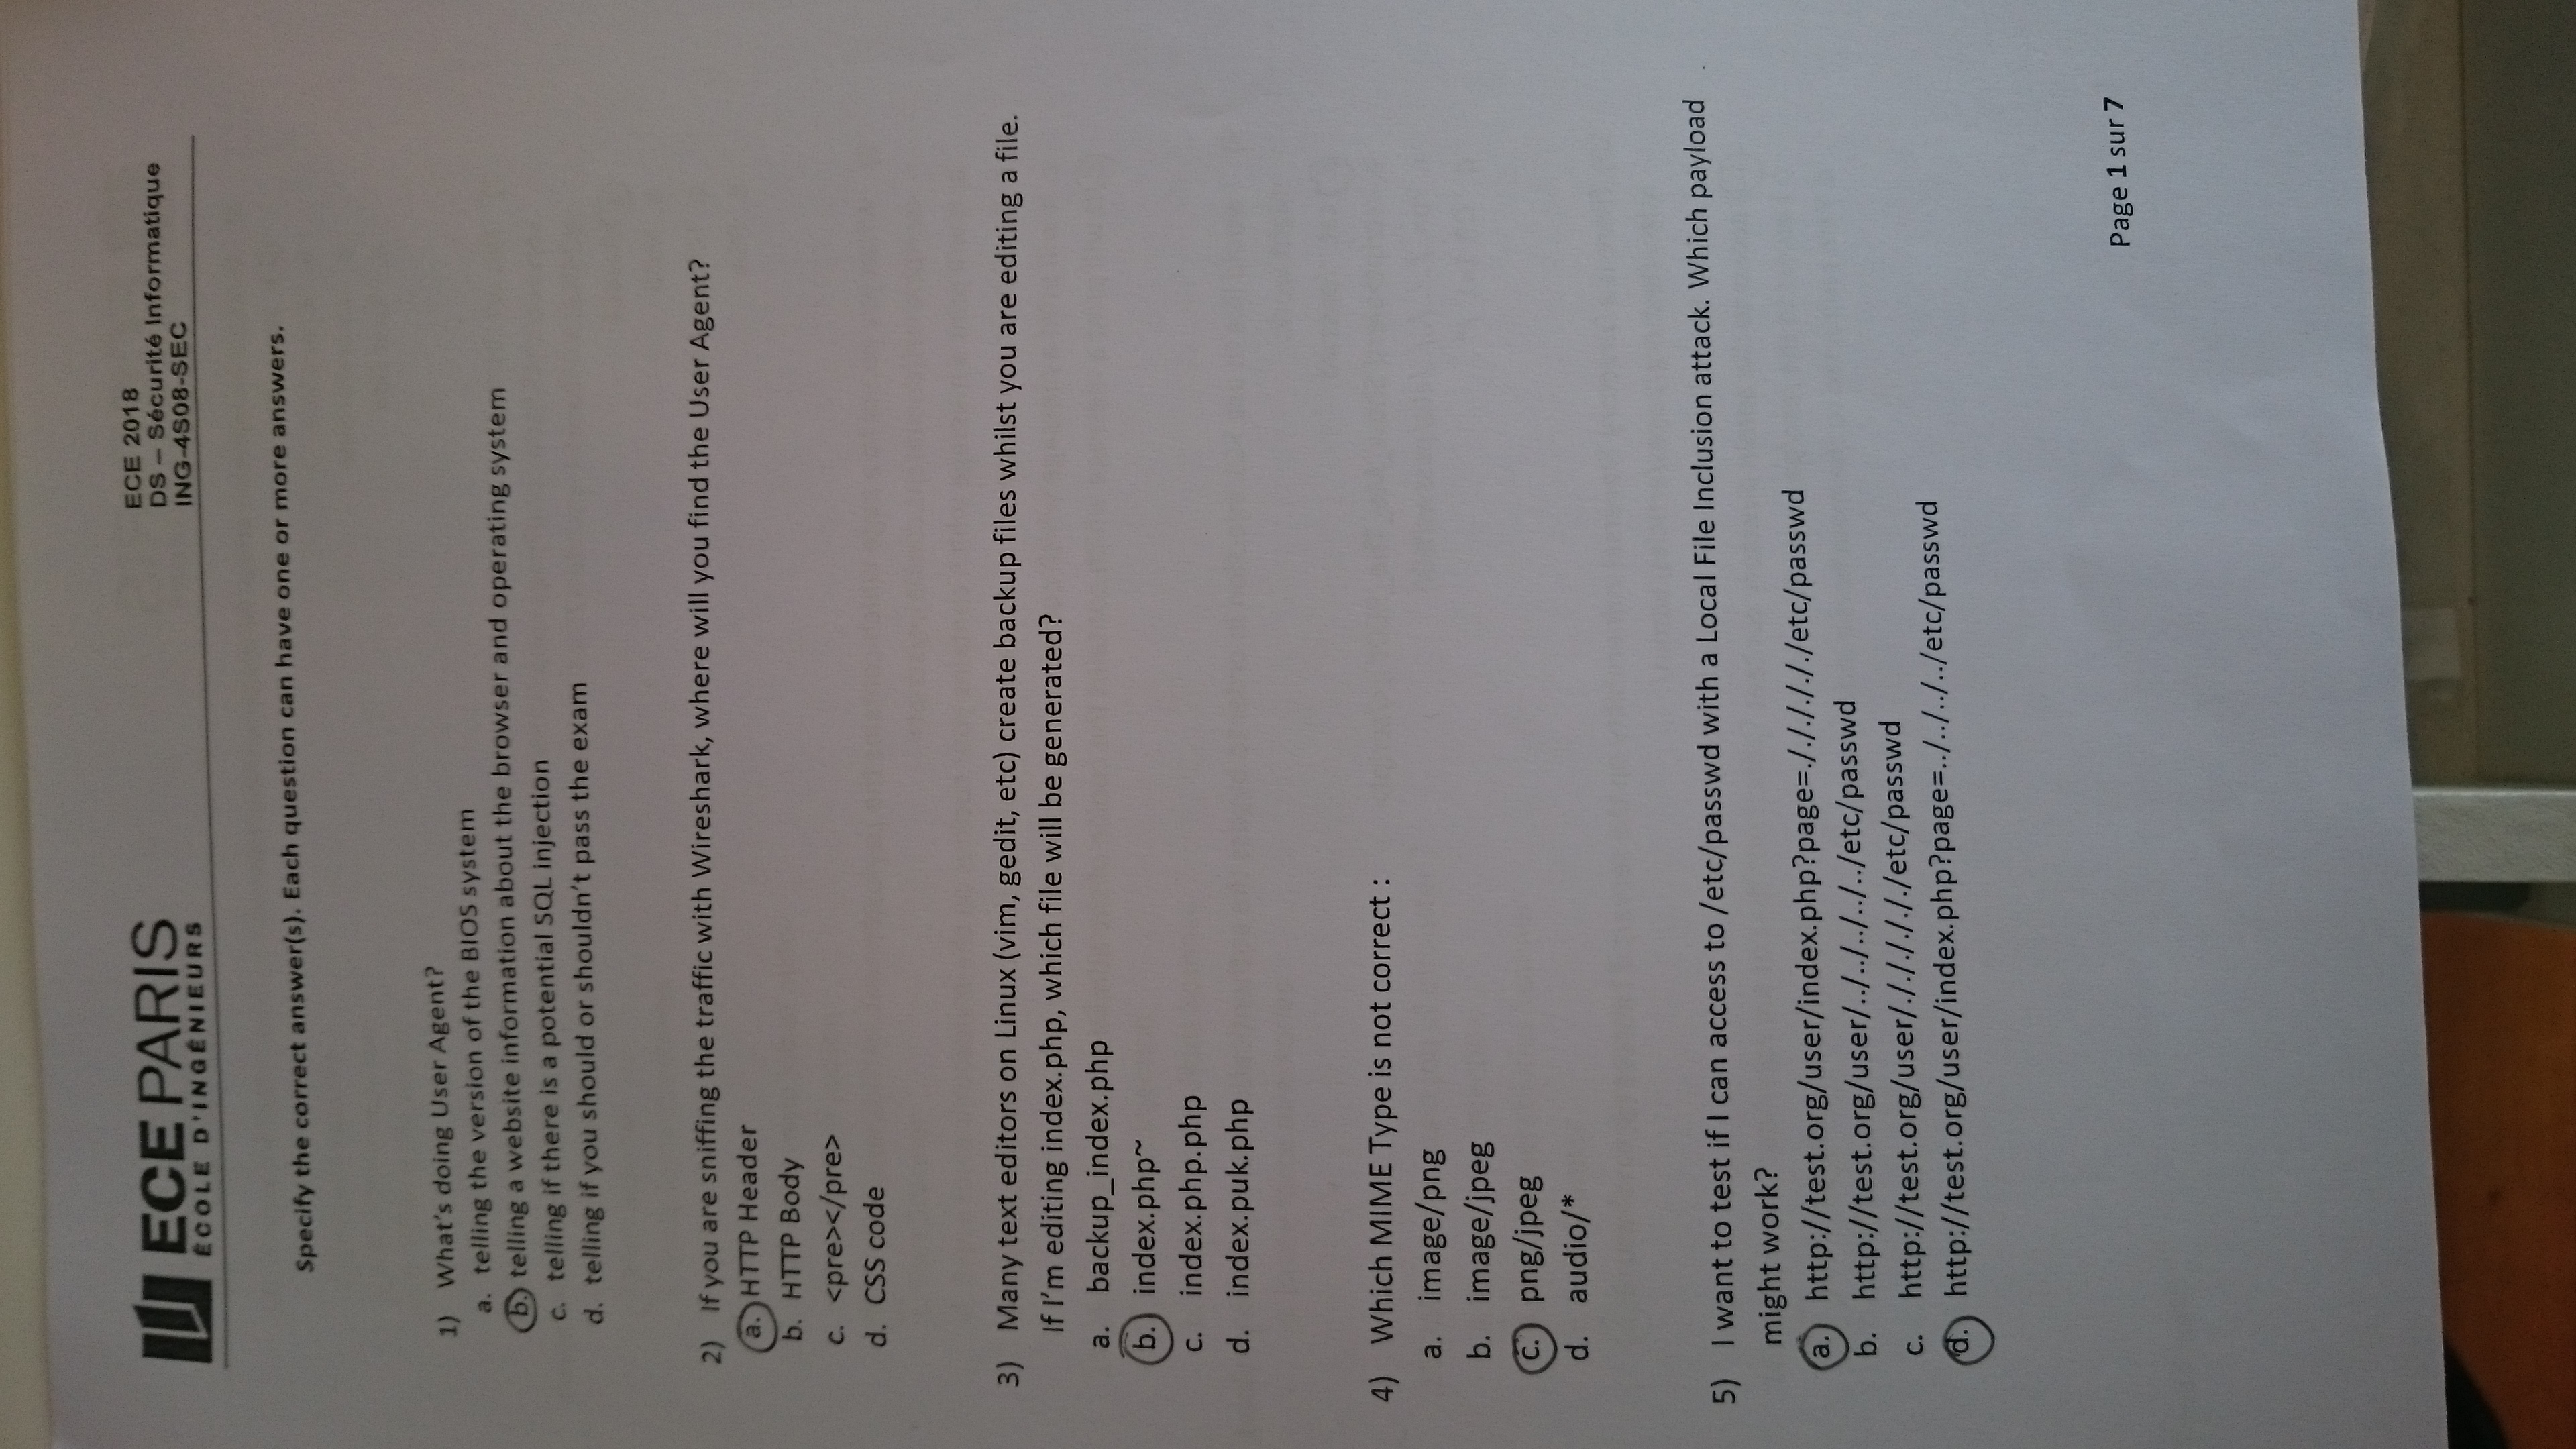 ECE PARIS
ÉCOLE D'INGÉNIEURS
ECE 2018
DS – Sécurité Informatique
ING-4S08-SEC
Specify the correct answer(s). Each question can have one or more answers.
1) What's doing User Agent?
a. telling the version of the BIOS system
b. telling a website information about the browser and operating system
c. telling if there is a potential SQL injection
d. telling if you should or shouldn't pass the exam
2) If you are sniffing the traffic with Wireshark, where will you find the User Agent?
a. HTTP Header
b. HTTP Body
c. <pre></pre>
d. CSS code
3) Many text editors on Linux (vim, gedit, etc) create backup files whilst you are editing a file.
If I'm editing index.php, which file will be generated?
a. backup_index.php
b. index.php~
c. index.php.php
d. index.puk.php
4) Which MIME Type is not correct :
a. image/png
b. image/jpeg
c. png/jpeg
d. audio/*
5) I want to test if I can access to /etc/passwd with a Local File Inclusion attack. Which payload
might work?
a. http://test.org/user/index.php?page=./././././././etc/passwd
b. http://test.org/user/../../../../../etc/passwd
c. http://test.org/user/./././././././etc/passwd
d. http://test.org/user/index.php?page=../../../../etc/passwd
Page 1 sur 7